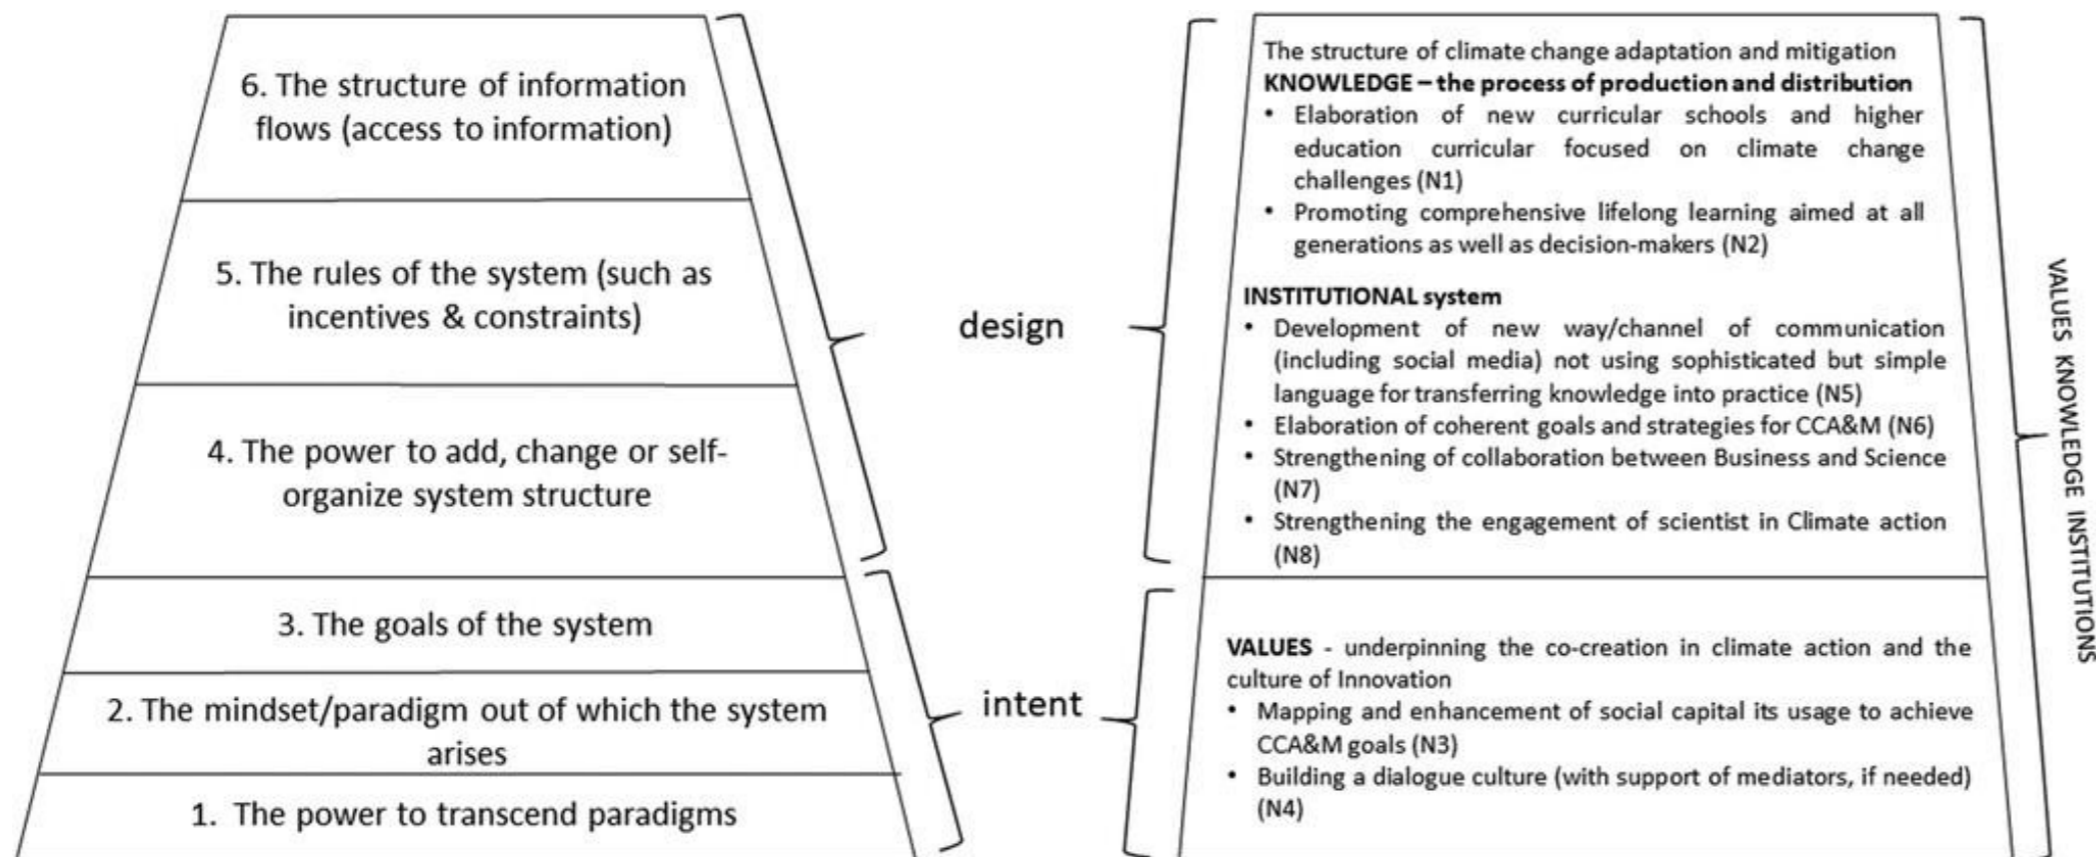 6. The structure of information
flows (access to information)
5. The rules of the system (such as
incentives & constraints)
4. The power to add, change or self-
organize system structure
3. The goals of the system
2. The mindset/paradigm out of which the system
arises
1. The power to transcend paradigms
design
intent
The structure of climate change adaptation and mitigation
KNOWLEDGE – the process of production and distribution
• Elaboration of new curricular schools and higher
education curricular focused on climate change
challenges (N1)
• Promoting comprehensive lifelong learning aimed at all
generations as well as decision-makers (N2)
INSTITUTIONAL system
• Development of new way/channel of communication
(including social media) not using sophisticated but simple
language for transferring knowledge into practice (N5)
• Elaboration of coherent goals and strategies for CCA&M (N6)
• Strengthening of collaboration between Business and Science
(N7)
• Strengthening the engagement of scientist in Climate action
(N8)
VALUES - underpinning the co-creation in climate action and the
culture of Innovation
• Mapping and enhancement of social capital its usage to achieve
CCA&M goals (N3)
• Building a dialogue culture (with support of mediators, if needed)
(N4)
VALUES KNOWLEDGE INSTITUTIONS